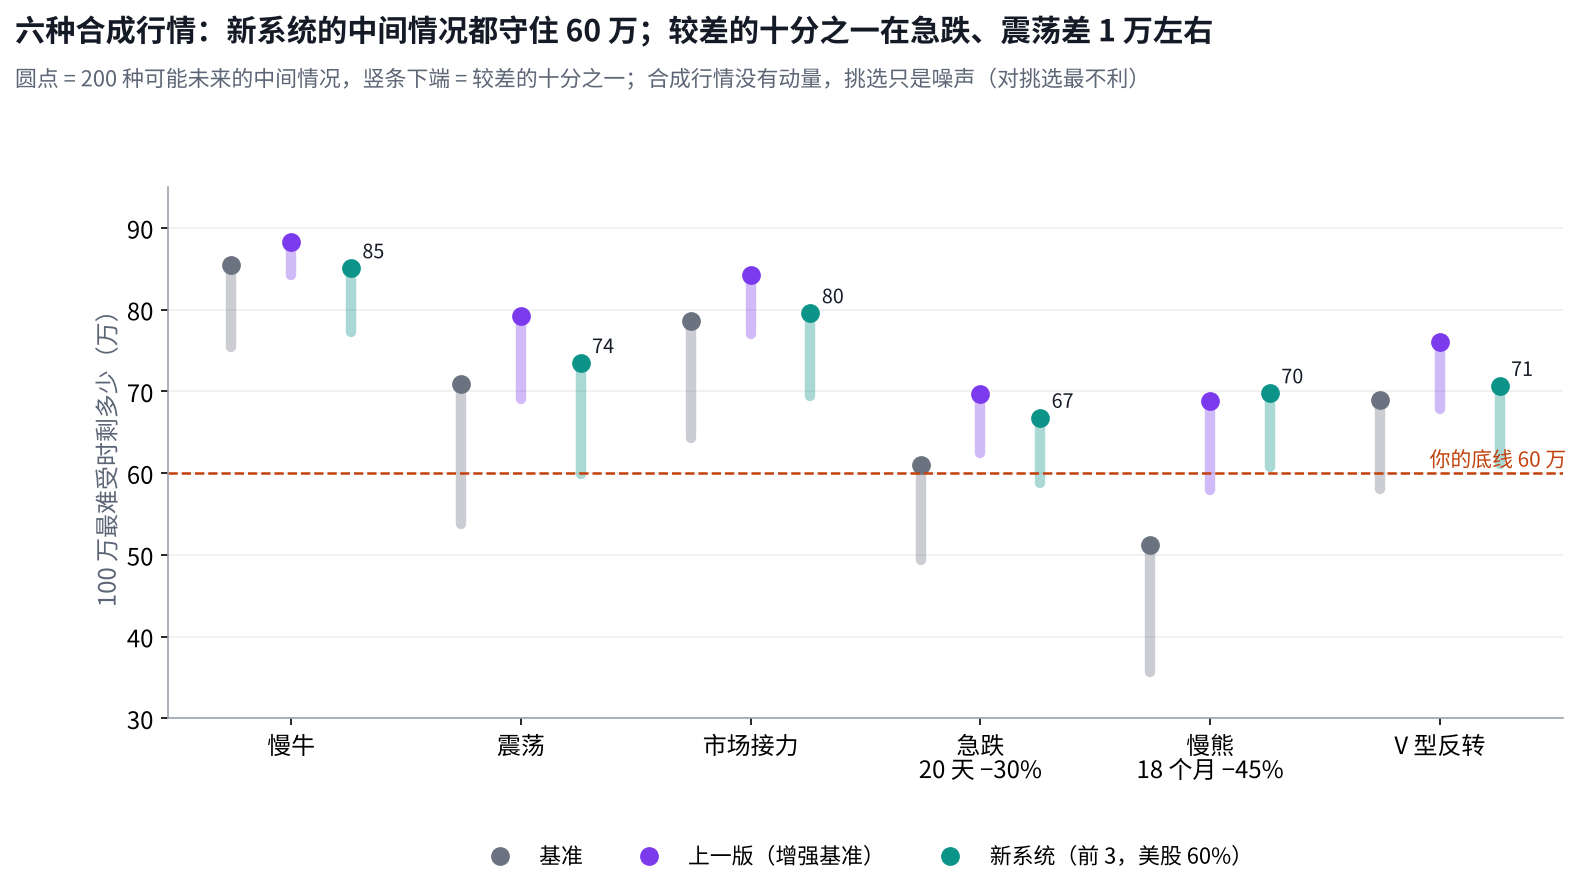 六种合成行情：新系统的中间情况都守住 60 万；较差的十分之一在急跌、震荡差 1 万左右
圆点 = 200 种可能未来的中间情况，竖条下端 = 较差的十分之一；合成行情没有动量，挑选只是噪声（对挑选最不利）
100 万最难受时剩多少（万）
90
80
70
60
50
40
30
85
74
80
67
70
71
你的底线 60 万
慢牛
震荡
市场接力
急跌
20 天 −30%
慢熊
18 个月 −45%
V 型反转
基准
上一版（增强基准）
新系统（前 3，美股 60%）